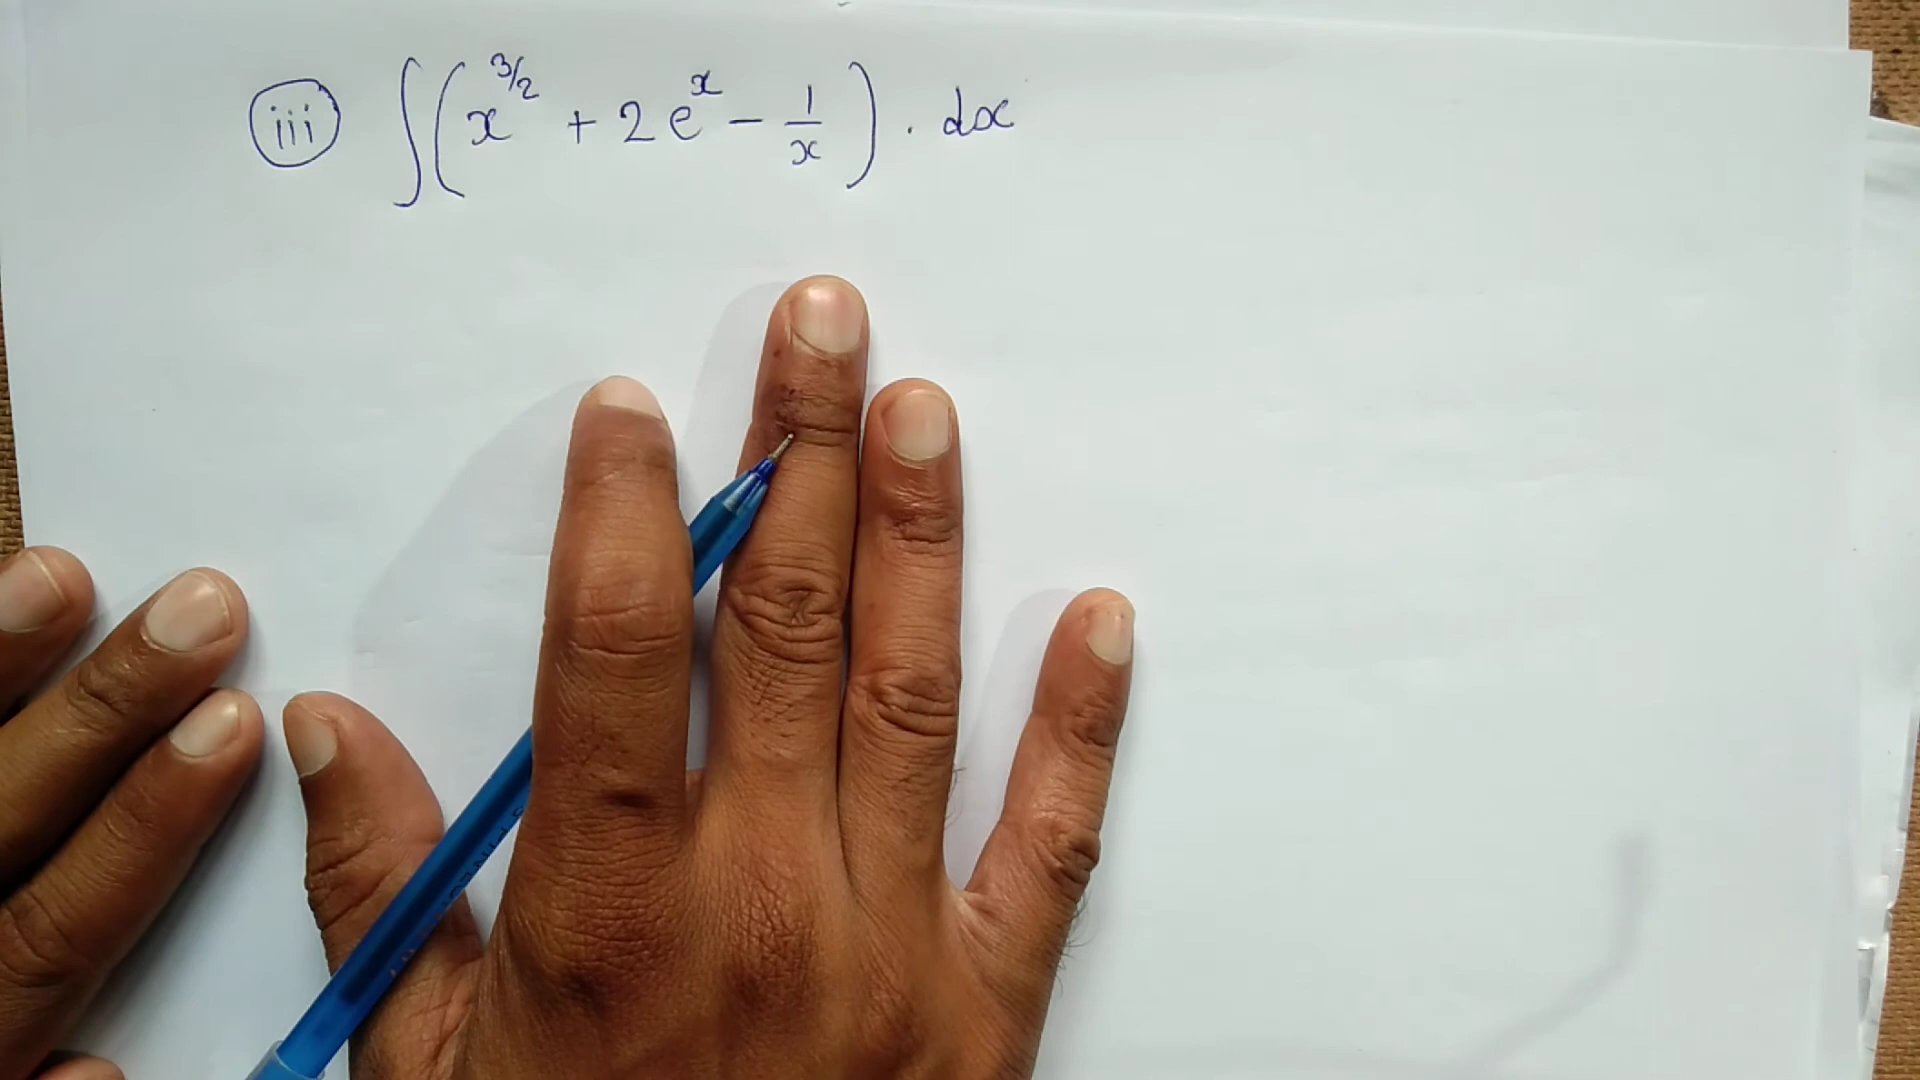 (iii) ∫(x^{3/2} + 2e^x - 1/x) . dx